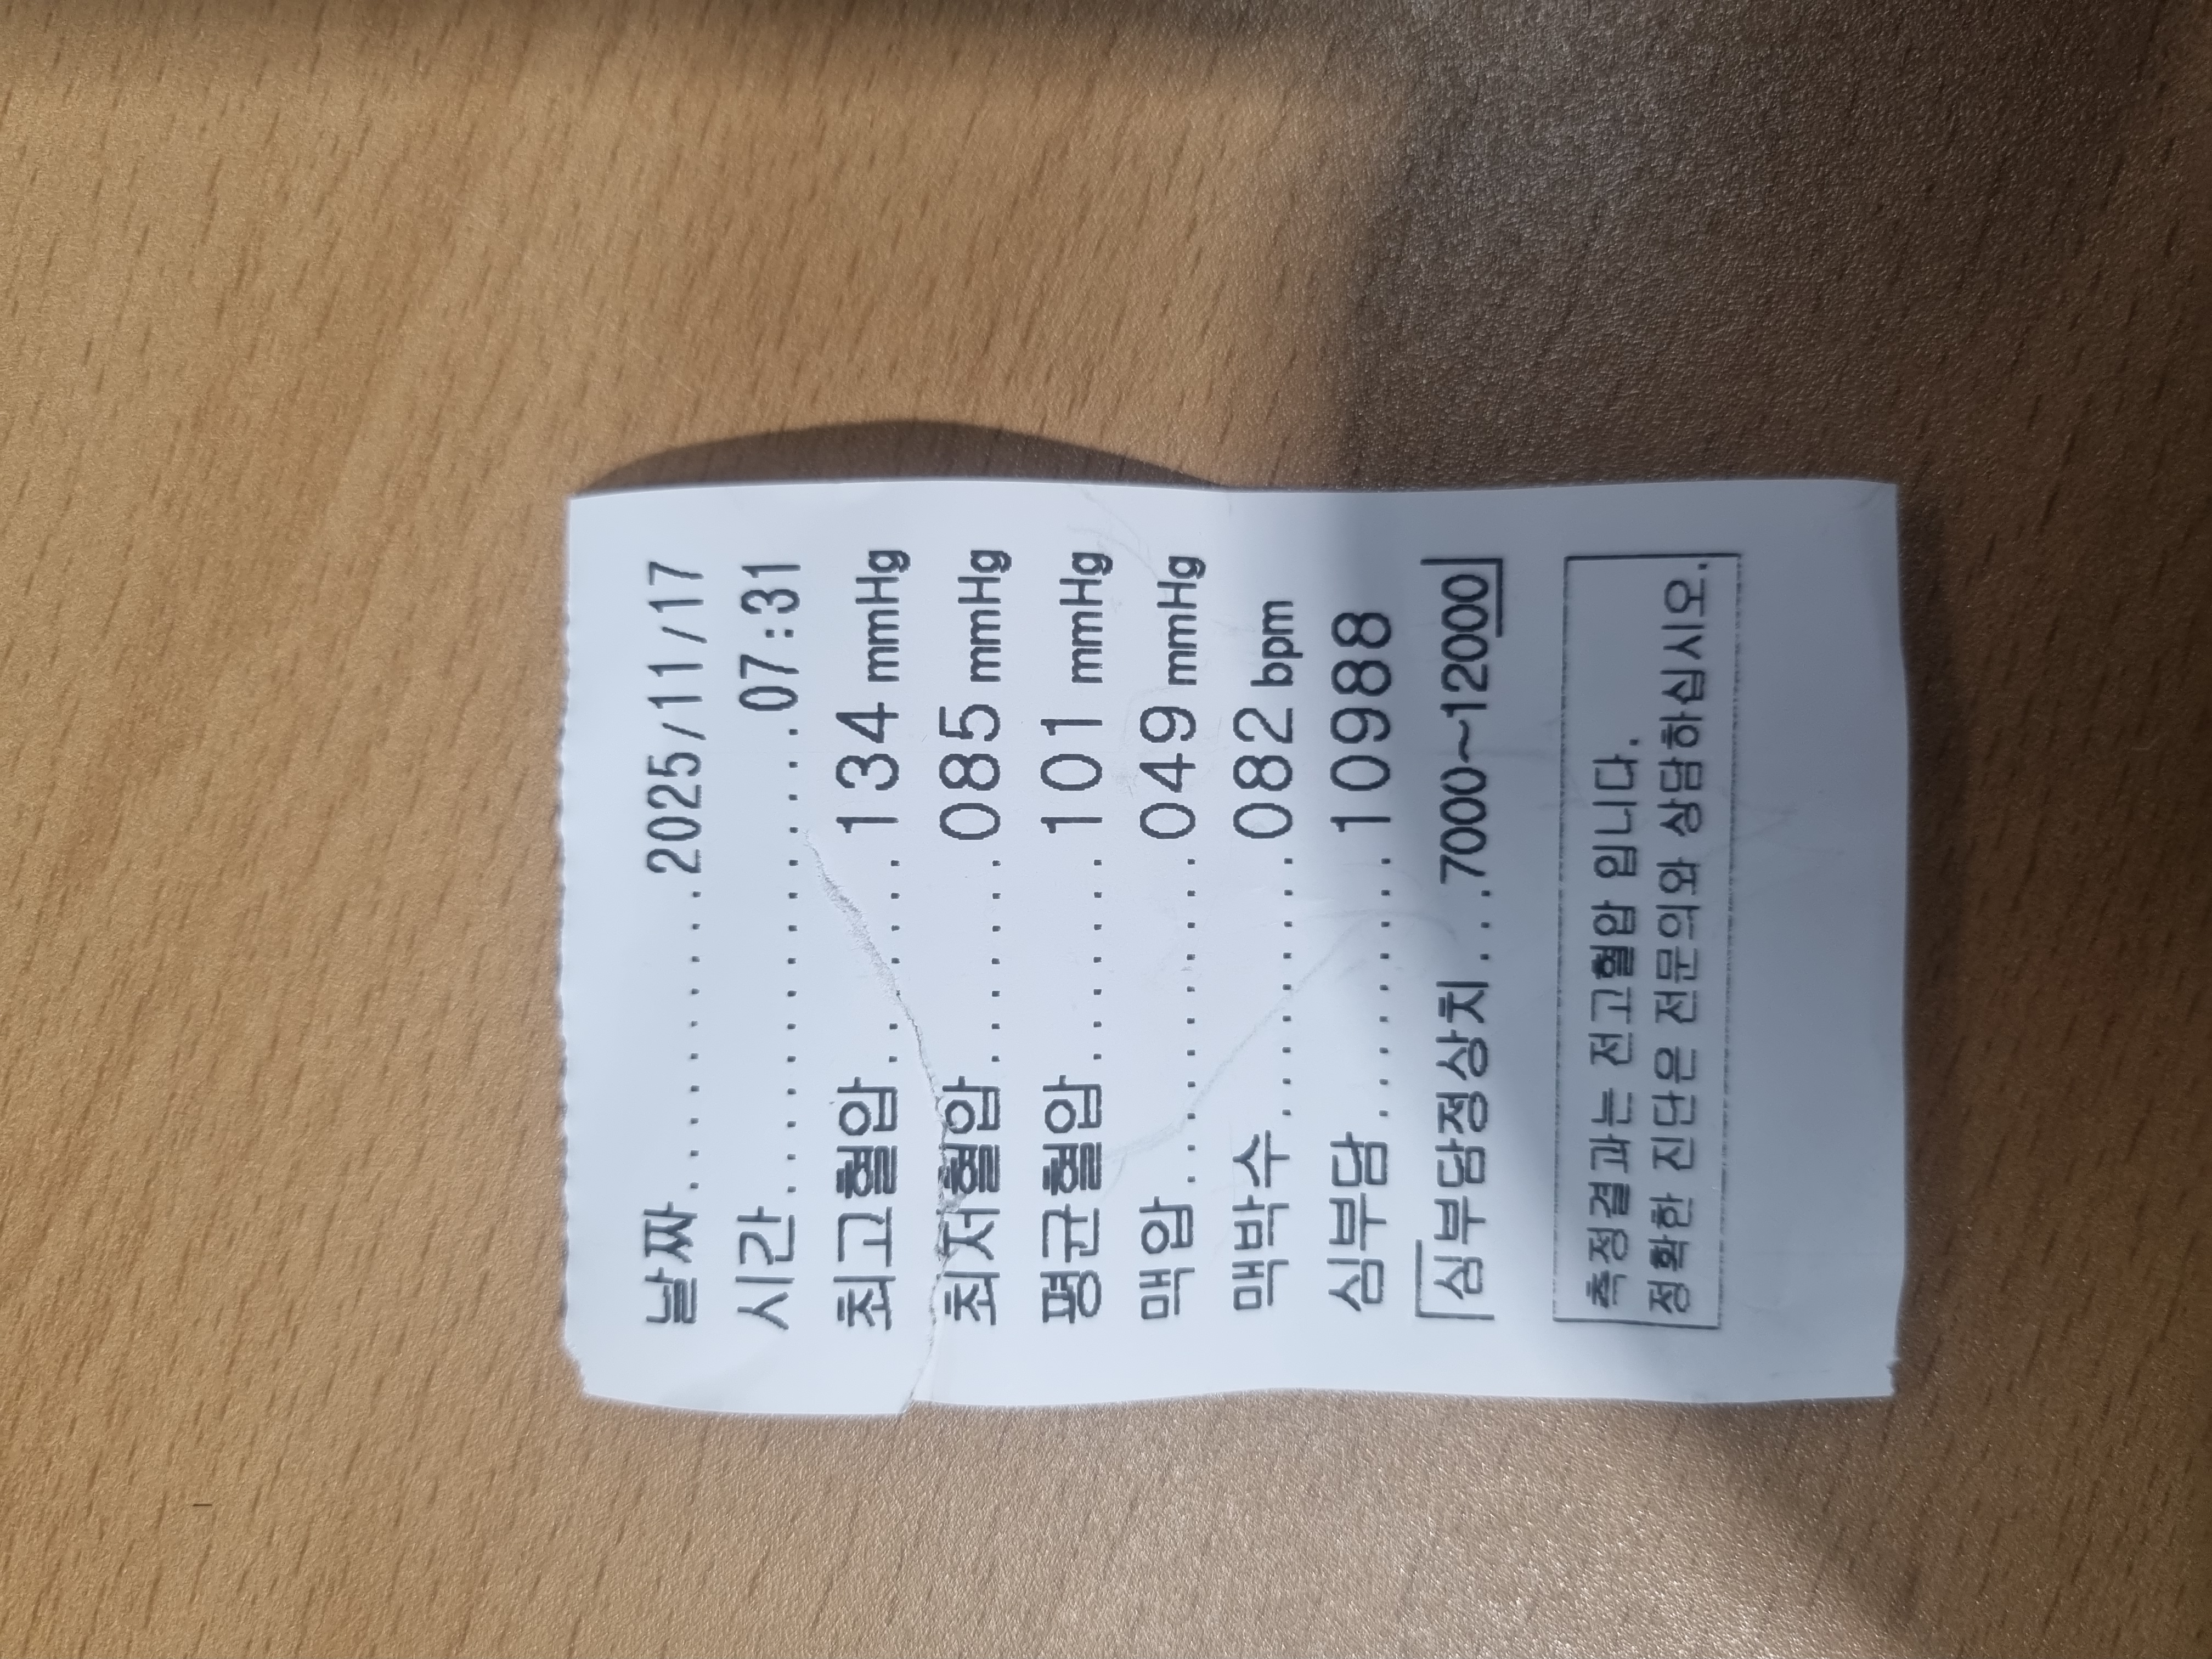 날짜................2025/11/17
시간....................07:31
최고혈압.......134 mmHg
최저혈압.......085 mmHg
평균혈압.......101 mmHg
맥압...........049 mmHg
맥박수.........082 bpm
심부담.........10988
심부담정상치...7000~12000
측정결과는 전고혈압 입니다.
정확한 진단은 전문의와 상담하십시오.